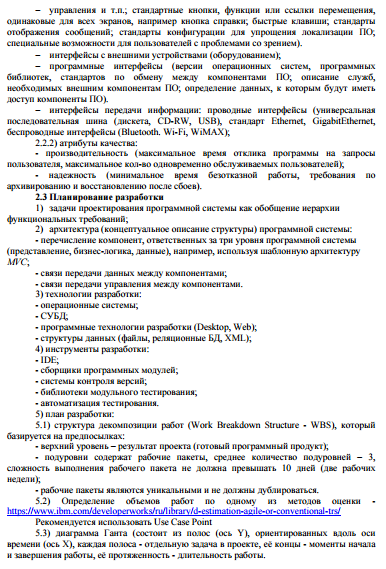 – управления и т.п.; стандартные кнопки, функции или ссылки перемещения,
одинаковые для всех экранов, например кнопка справки; быстрые клавиши; стандарты
отображения сообщений; стандарты конфигурации для упрощения локализации ПО;
специальные возможности для пользователей с проблемами со зрением).
– интерфейсы с внешними устройствами (оборудованием);
– программные интерфейсы (версии операционных систем, программных
библиотек, стандартов по обмену между компонентами ПО; описание служб,
необходимых внешним компонентам ПО; определение данных, к которым будут иметь
доступ компоненты ПО).
– интерфейсы передачи информации: проводные интерфейсы (универсальная
последовательная шина (дискета, CD-RW, USB), стандарт Ethernet, GigabitEthernet,
беспроводные интерфейсы (Bluetooth. Wi-Fi, WiMAX);
2.2.2) атрибуты качества:
- производительность (максимальное время отклика программы на запросы
пользователя, максимальное кол-во одновременно обслуживаемых пользователей);
- надежность (минимальное время безотказной работы, требования по
архивированию и восстановлению после сбоев).
2.3 Планирование разработки
1) задачи проектирования программной системы как обобщение иерархии
функциональных требований;
2) архитектура (концептуальное описание структуры) программной системы:
- перечисление компонент, ответственных за три уровня программной системы
(представление, бизнес-логика, данные), например, используя шаблонную архитектуру
MVC;
- связи передачи данных между компонентами;
- связи передачи управления между компонентами.
3) технологии разработки:
- операционные системы;
- СУБД;
- программные технологии разработки (Desktop, Web);
- структуры данных (файлы, реляционные БД, XML);
4) инструменты разработки:
- IDE;
- сборщики программных модулей;
- системы контроля версий;
- библиотеки модульного тестирования;
- автоматизация тестирования.
5) план разработки:
5.1) структура декомпозиции работ (Work Breakdown Structure - WBS), который
базируется на предпосылках:
- верхний уровень – результат проекта (готовый программный продукт);
- подуровни содержат рабочие пакеты, среднее количество подуровней – 3,
сложность выполнения рабочего пакета не должна превышать 10 дней (две рабочих
недели);
- рабочие пакеты являются уникальными и не должны дублироваться.
5.2) Определение объемов работ по одному из методов оценки -
https://www.ibm.com/developerworks/ru/library/d-estimation-agile-or-conventional-trs/
Рекомендуется использовать Use Case Point
5.3) диаграмма Ганта (состоит из полос (ось Y), ориентированных вдоль оси
времени (ось X), каждая полоса - отдельную задача в проекте, её концы - моменты начала
и завершения работы, её протяженность - длительность работы.